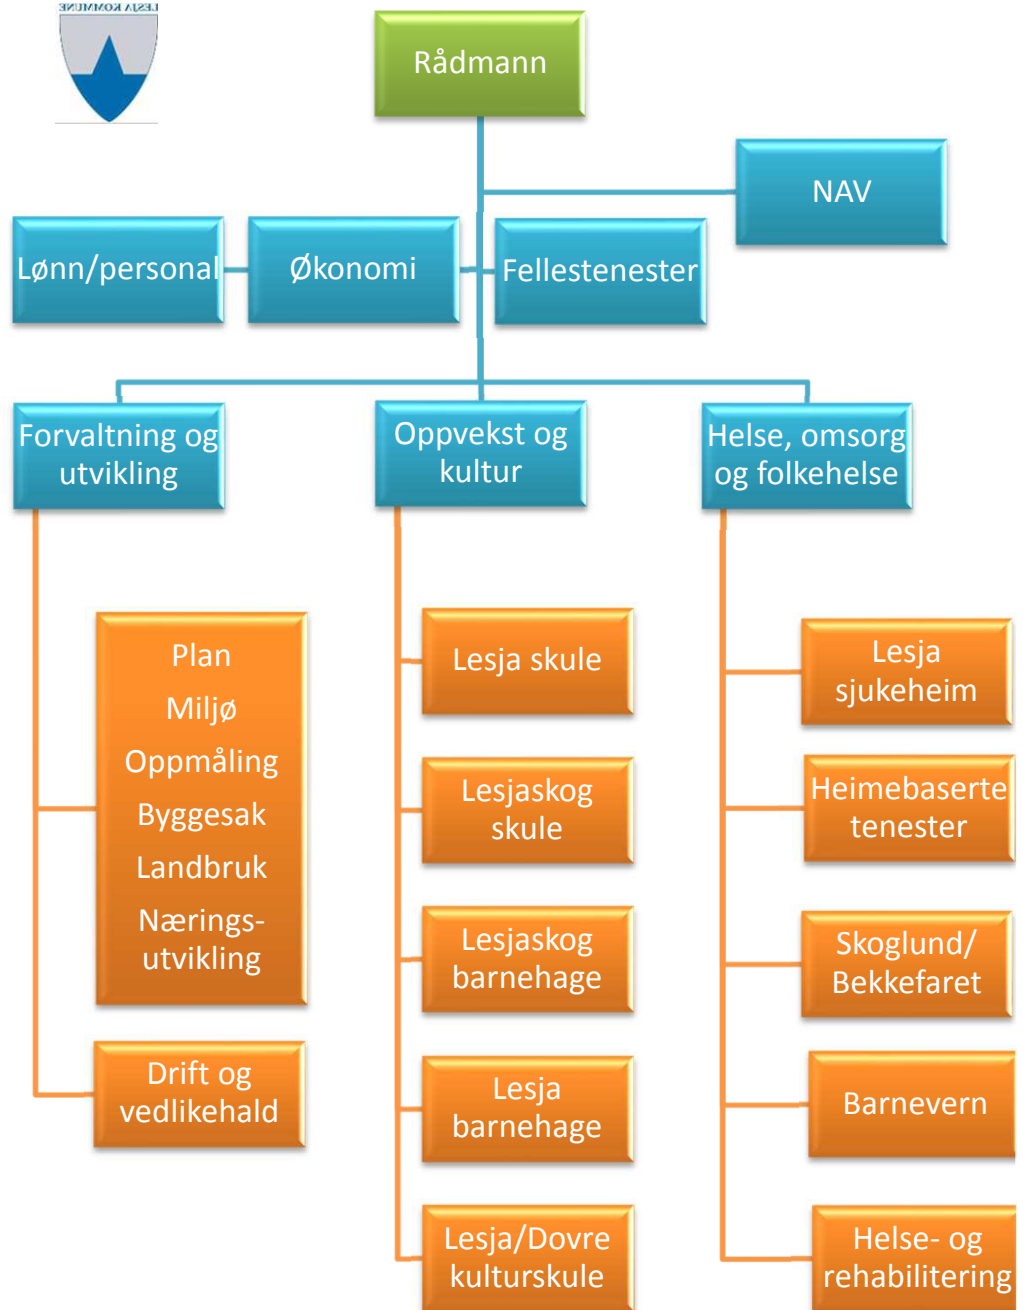 LESJA KOMMUNE
Rådmann
NAV
Lønn/personal
Økonomi
Fellestenester
Forvaltning og
utvikling
Oppvekst og
kultur
Helse, omsorg
og folkehelse
Plan
Miljø
Oppmåling
Byggesak
Landbruk
Nærings-
utvikling
Drift og
vedlikehald
Lesja skule
Lesjaskog
skule
Lesjaskog
barnehage
Lesja
barnehage
Lesja/Dovre
kulturskule
Lesja
sjukeheim
Heimebaserte
tenester
Skoglund/
Bekkefaret
Barnevern
Helse- og
rehabilitering